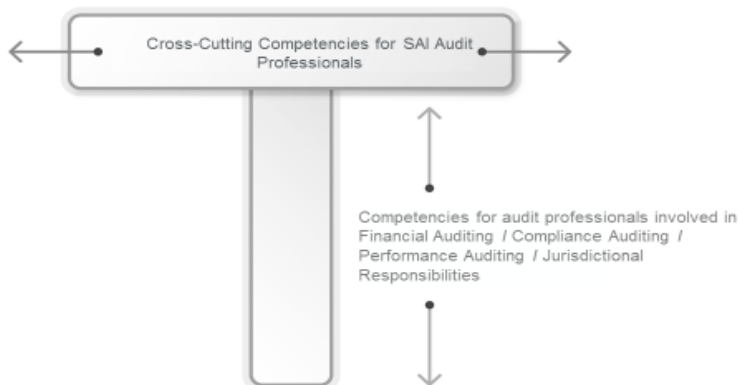 Cross-Cutting Competencies for SAI Audit
Professionals
Competencies for audit professionals involved in
Financial Auditing / Compliance Auditing /
Performance Auditing / Jurisdictional
Responsibilities